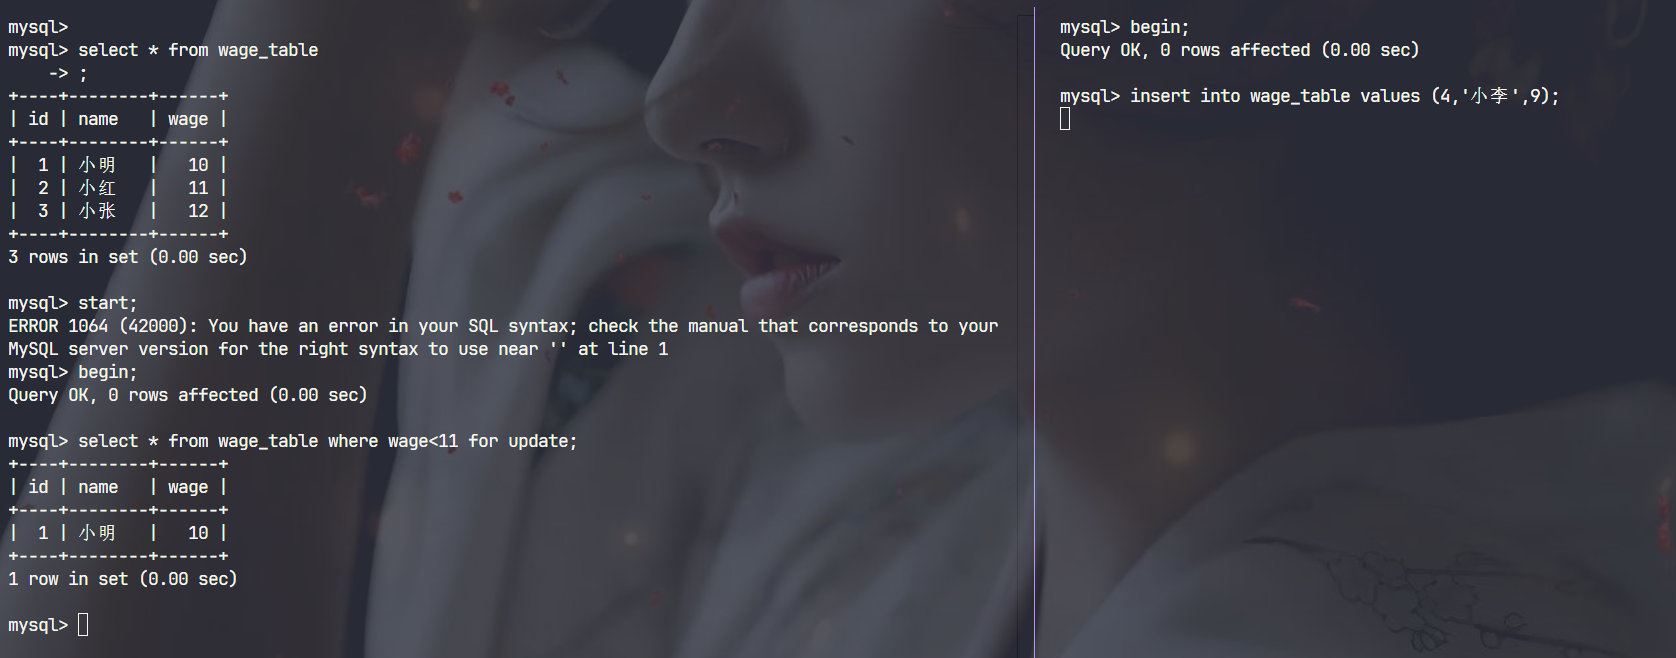 mysql>
mysql> select * from wage_table
    -> ;
+----+--------+------+
| id | name   | wage |
+----+--------+------+
|  1 | 小明   |   10 |
|  2 | 小红   |   11 |
|  3 | 小张   |   12 |
+----+--------+------+
3 rows in set (0.00 sec)
mysql> start;
ERROR 1064 (42000): You have an error in your SQL syntax; check the manual that corresponds to your
MySQL server version for the right syntax to use near '' at line 1
mysql> begin;
Query OK, 0 rows affected (0.00 sec)
mysql> select * from wage_table where wage<11 for update;
+----+--------+------+
| id | name   | wage |
+----+--------+------+
|  1 | 小明   |   10 |
+----+--------+------+
1 row in set (0.00 sec)
mysql>
mysql> begin;
Query OK, 0 rows affected (0.00 sec)
mysql> insert into wage_table values (4,'小李',9);